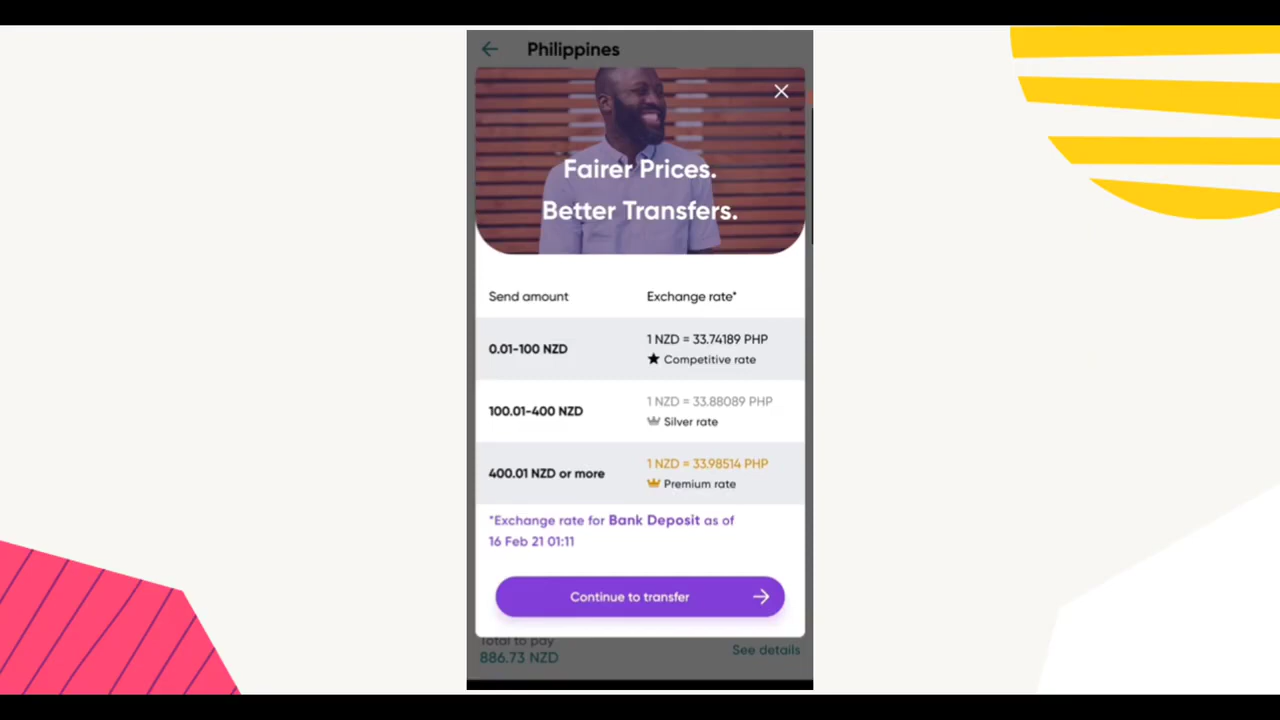 Philippines
Fairer Prices.
Better Transfers.
Send amount Exchange rate*
0.01-100 NZD
1 NZD = 33.74189 PHP
Competitive rate
100.01-400 NZD
1 NZD = 33.88089 PHP
Silver rate
400.01 NZD or more
1 NZD = 33.98514 PHP
Premium rate
*Exchange rate for Bank Deposit as of
16 Feb 21 01:11
Continue to transfer
Total to pay
886.73 NZD
See details